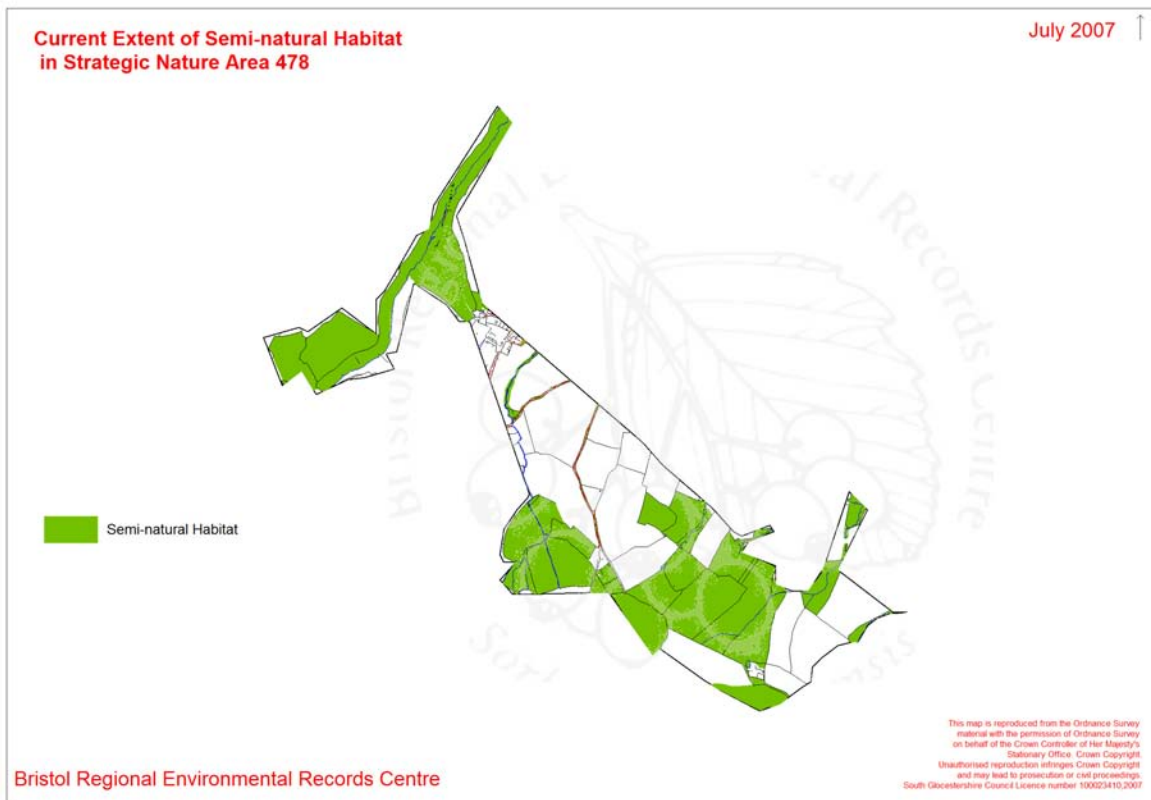 Current Extent of Semi-natural Habitat
in Strategic Nature Area 478
July 2007
Semi-natural Habitat
Bristol Regional Environmental Records Centre
This map is reproduced from the Ordnance Survey
material with the permission of Ordnance Survey
on behalf of the Crown Controller of Her Majesty's
Stationary Office, Crown Copyright.
Unauthorised reproduction infringes Crown Copyright
and may lead to prosecution or civil proceedings.
South Glocestershire Council Licence number 100023410,2007